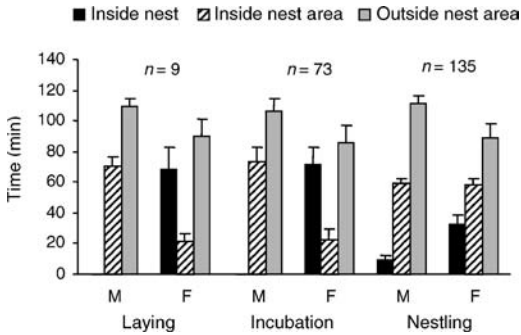 Inside nest Inside nest area Outside nest area
n = 9 n = 73 n = 135
Time (min)
140
120
100
80
60
40
20
0
M F M F M F
Laying Incubation Nestling